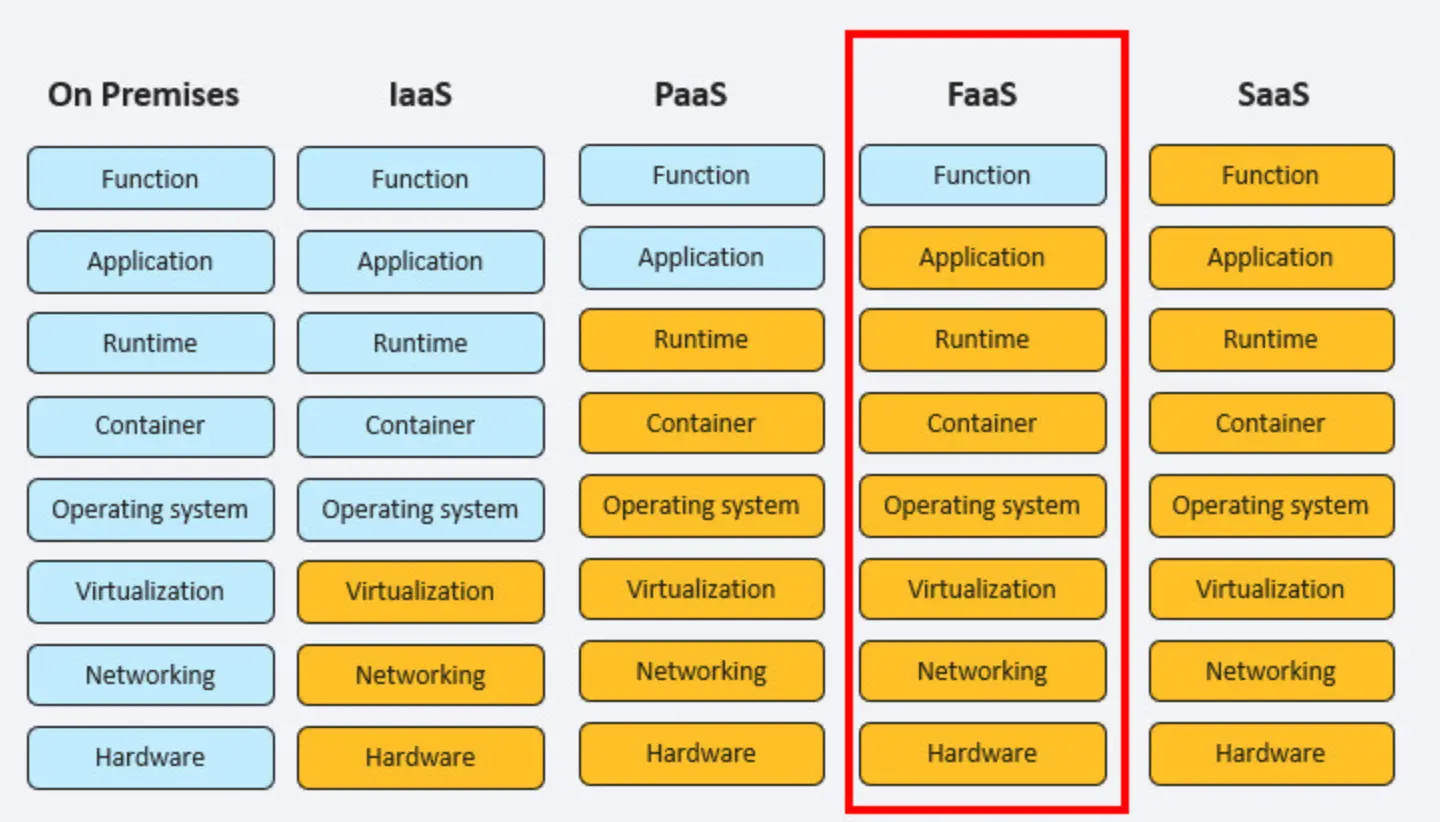 On Premises
IaaS
PaaS
FaaS
SaaS
Function
Function
Function
Function
Function
Application
Application
Application
Application
Application
Runtime
Runtime
Runtime
Runtime
Runtime
Container
Container
Container
Container
Container
Operating system
Operating system
Operating system
Operating system
Operating system
Virtualization
Virtualization
Virtualization
Virtualization
Virtualization
Networking
Networking
Networking
Networking
Networking
Hardware
Hardware
Hardware
Hardware
Hardware